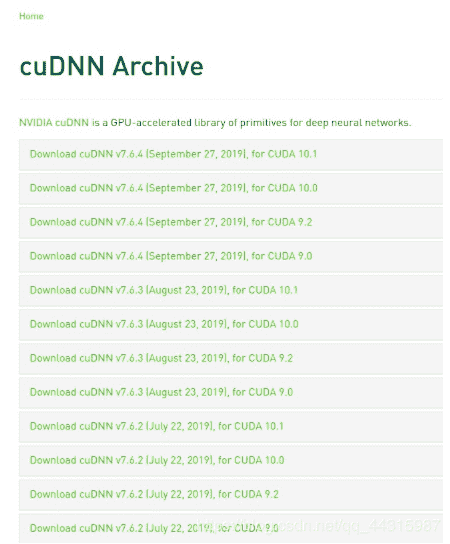 Home
cuDNN Archive
NVIDIA cuDNN is a GPU-accelerated library of primitives for deep neural networks.
Download cuDNN v7.6.4 (September 27, 2019), for CUDA 10.1
Download cuDNN v7.6.4 (September 27, 2019), for CUDA 10.0
Download cuDNN v7.6.4 (September 27, 2019), for CUDA 9.2
Download cuDNN v7.6.4 (September 27, 2019), for CUDA 9.0
Download cuDNN v7.6.3 (August 23, 2019), for CUDA 10.1
Download cuDNN v7.6.3 (August 23, 2019), for CUDA 10.0
Download cuDNN v7.6.3 (August 23, 2019), for CUDA 9.2
Download cuDNN v7.6.3 (August 23, 2019), for CUDA 9.0
Download cuDNN v7.6.2 (July 22, 2019), for CUDA 10.1
Download cuDNN v7.6.2 (July 22, 2019), for CUDA 10.0
Download cuDNN v7.6.2 (July 22, 2019), for CUDA 9.2
Download cuDNN v7.6.2 (July 22, 2019), for CUDA 9.0